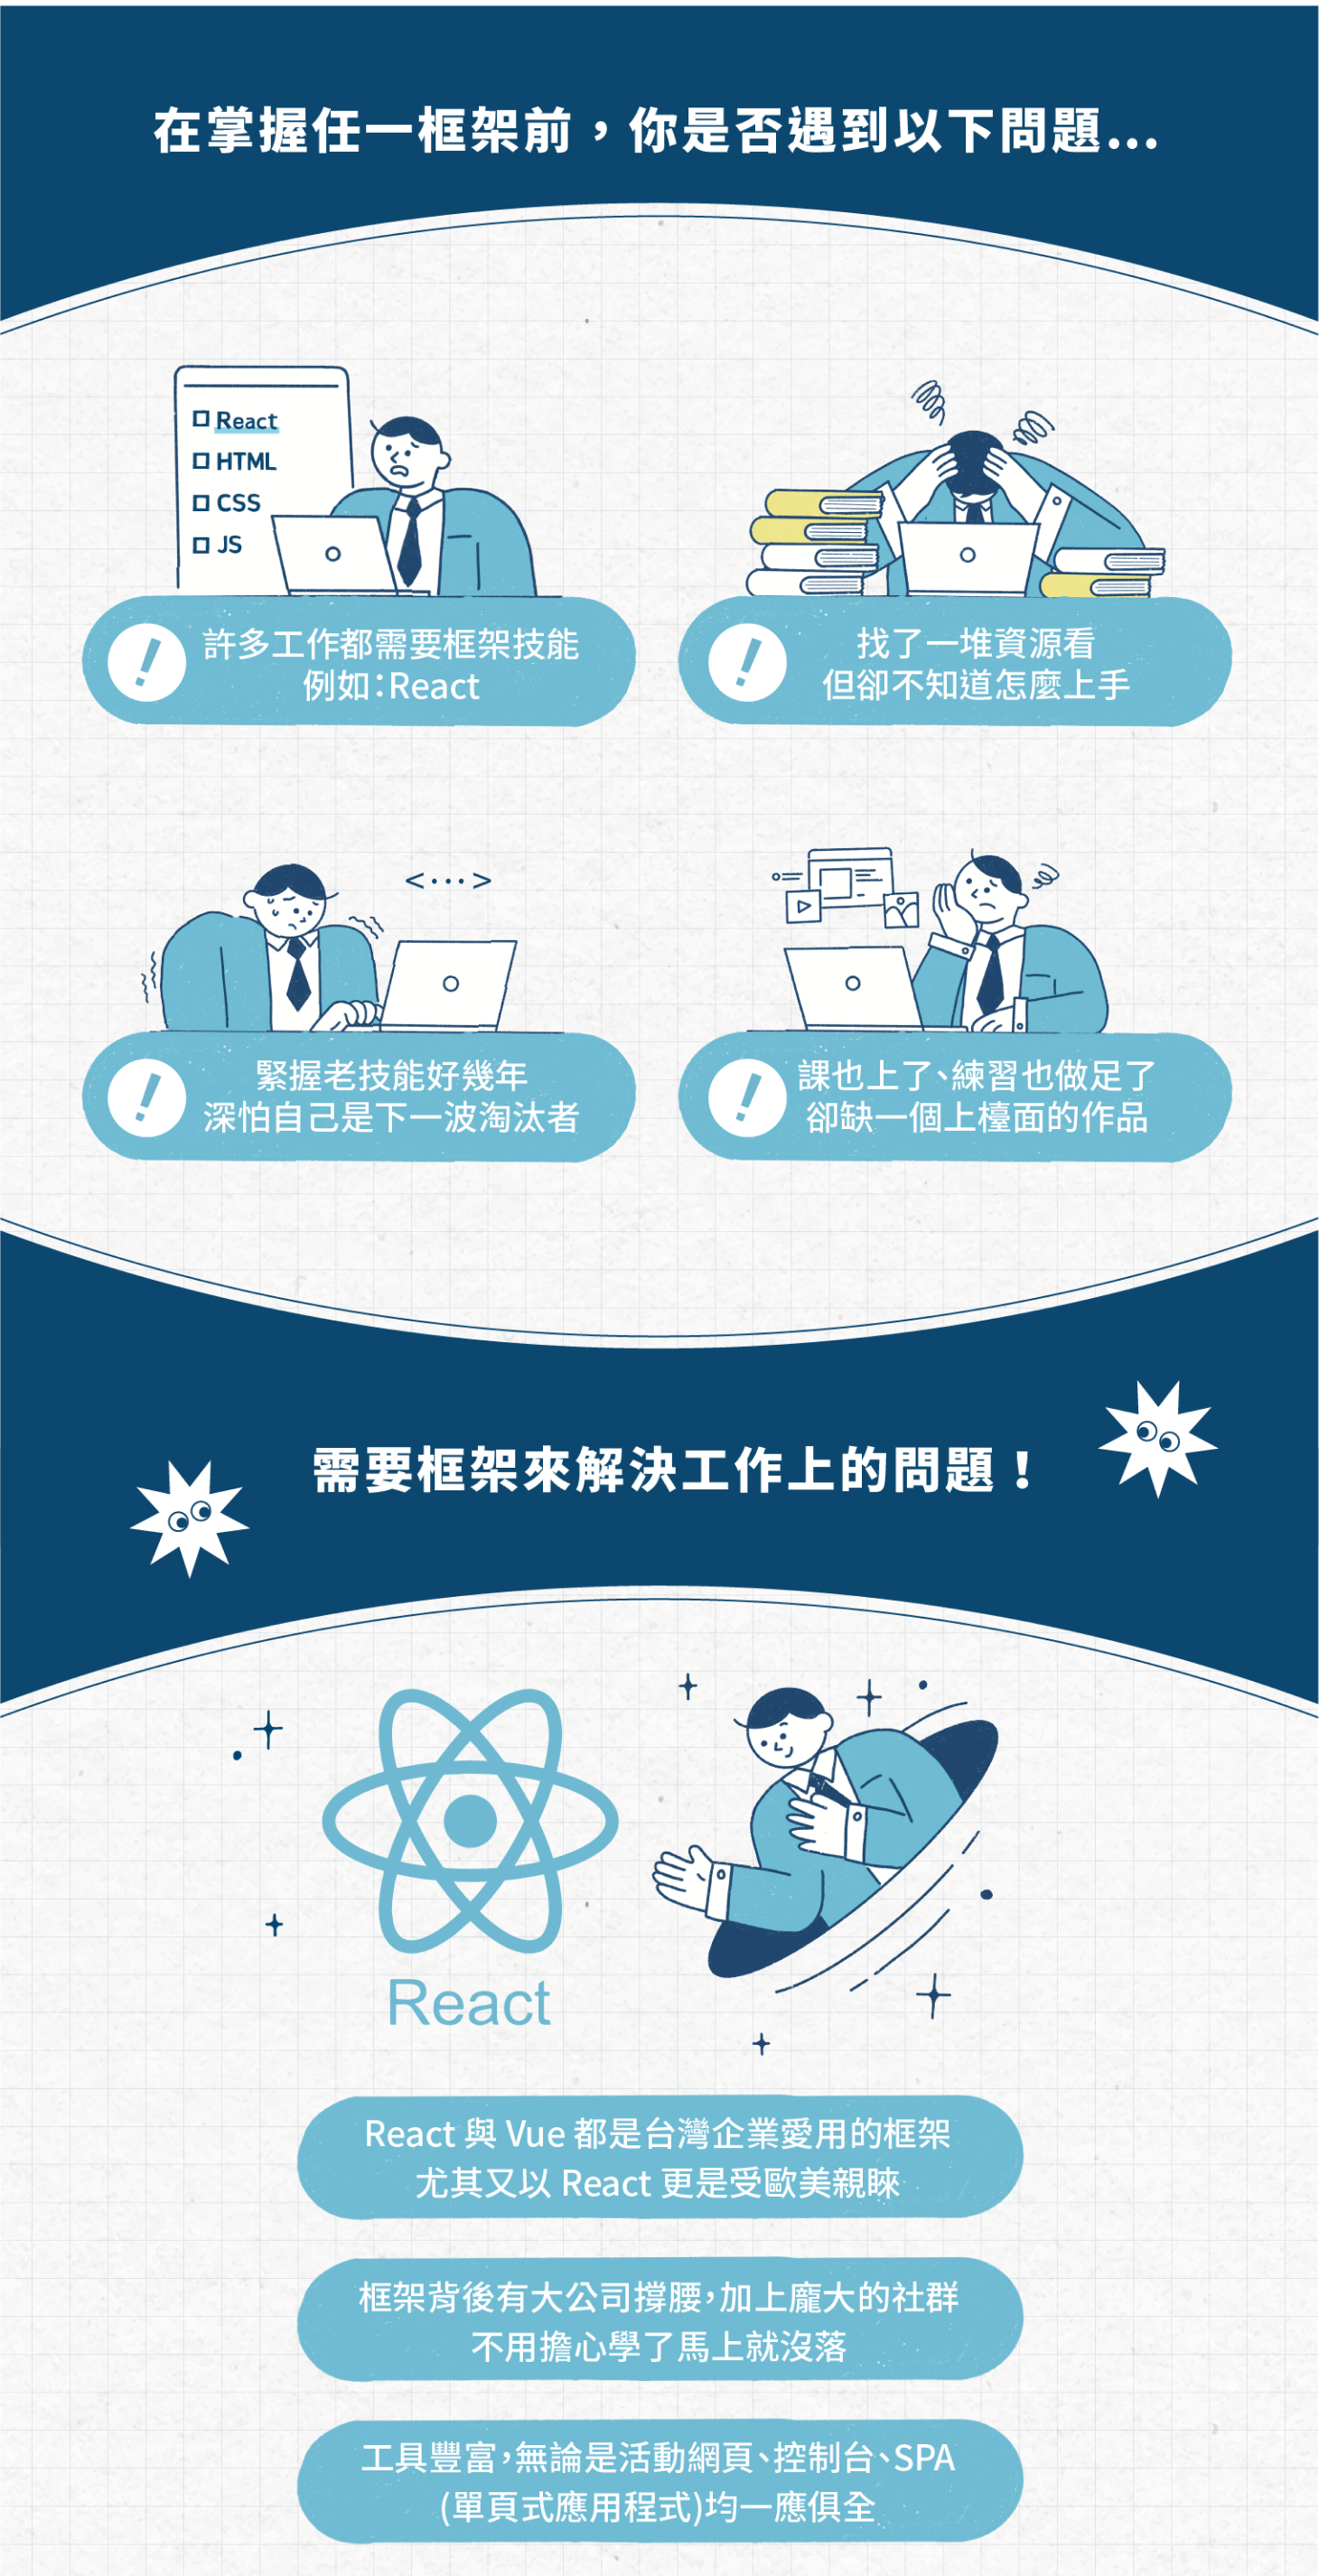 在掌握任一框架前，你是否遇到以下問題...
React
HTML
CSS
JS
許多工作都需要框架技能
例如：React
找了一堆資源看
但卻不知道怎麼上手
<···>
緊握老技能好幾年
深怕自己是下一波淘汰者
課也上了、練習也做足了
卻缺一個上檯面的作品
需要框架來解決工作上的問題！
React
React 與 Vue 都是台灣企業愛用的框架
尤其又以 React 更是受歐美親睞
框架背後有大公司撐腰，加上龐大的社群
不用擔心學了馬上就沒落
工具豐富，無論是活動網頁、控制台、SPA
(單頁式應用程式)均一應俱全